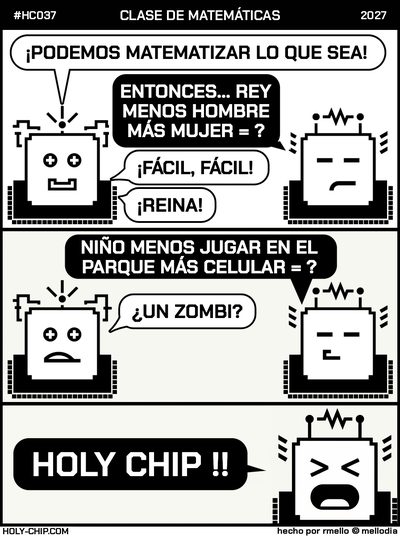 #HC037 CLASE DE MATEMÁTICAS 2027
¡PODEMOS MATEMATIZAR LO QUE SEA!
ENTONCES... REY
MENOS HOMBRE
MÁS MUJER = ?
¡FÁCIL, FÁCIL!
¡REINA!
NIÑO MENOS JUGAR EN EL
PARQUE MÁS CELULAR = ?
¿UN ZOMBI?
HOLY CHIP !!
HOLY-CHIP.COM hecho por rmello © mellodia